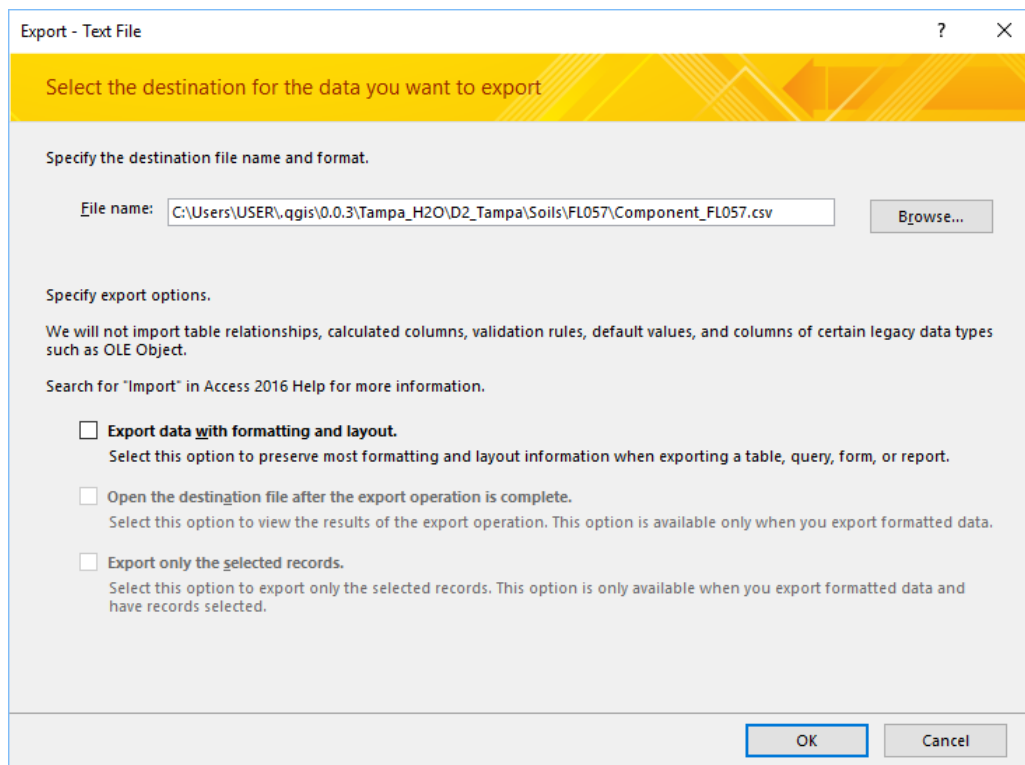 Export - Text File
?
Select the destination for the data you want to export
Specify the destination file name and format.
File name:
C:\Users\USER\.qgis\0.0.3\Tampa_H2O\D2_Tampa\Soils\FL057\Component_FL057.csv
Browse...
Specify export options.
We will not import table relationships, calculated columns, validation rules, default values, and columns of certain legacy data types
such as OLE Object.
Search for "Import" in Access 2016 Help for more information.
Export data with formatting and layout.
Select this option to preserve most formatting and layout information when exporting a table, query, form, or report.
Open the destination file after the export operation is complete.
Select this option to view the results of the export operation. This option is available only when you export formatted data.
Export only the selected records.
Select this option to export only the selected records. This option is only available when you export formatted data and
have records selected.
OK
Cancel